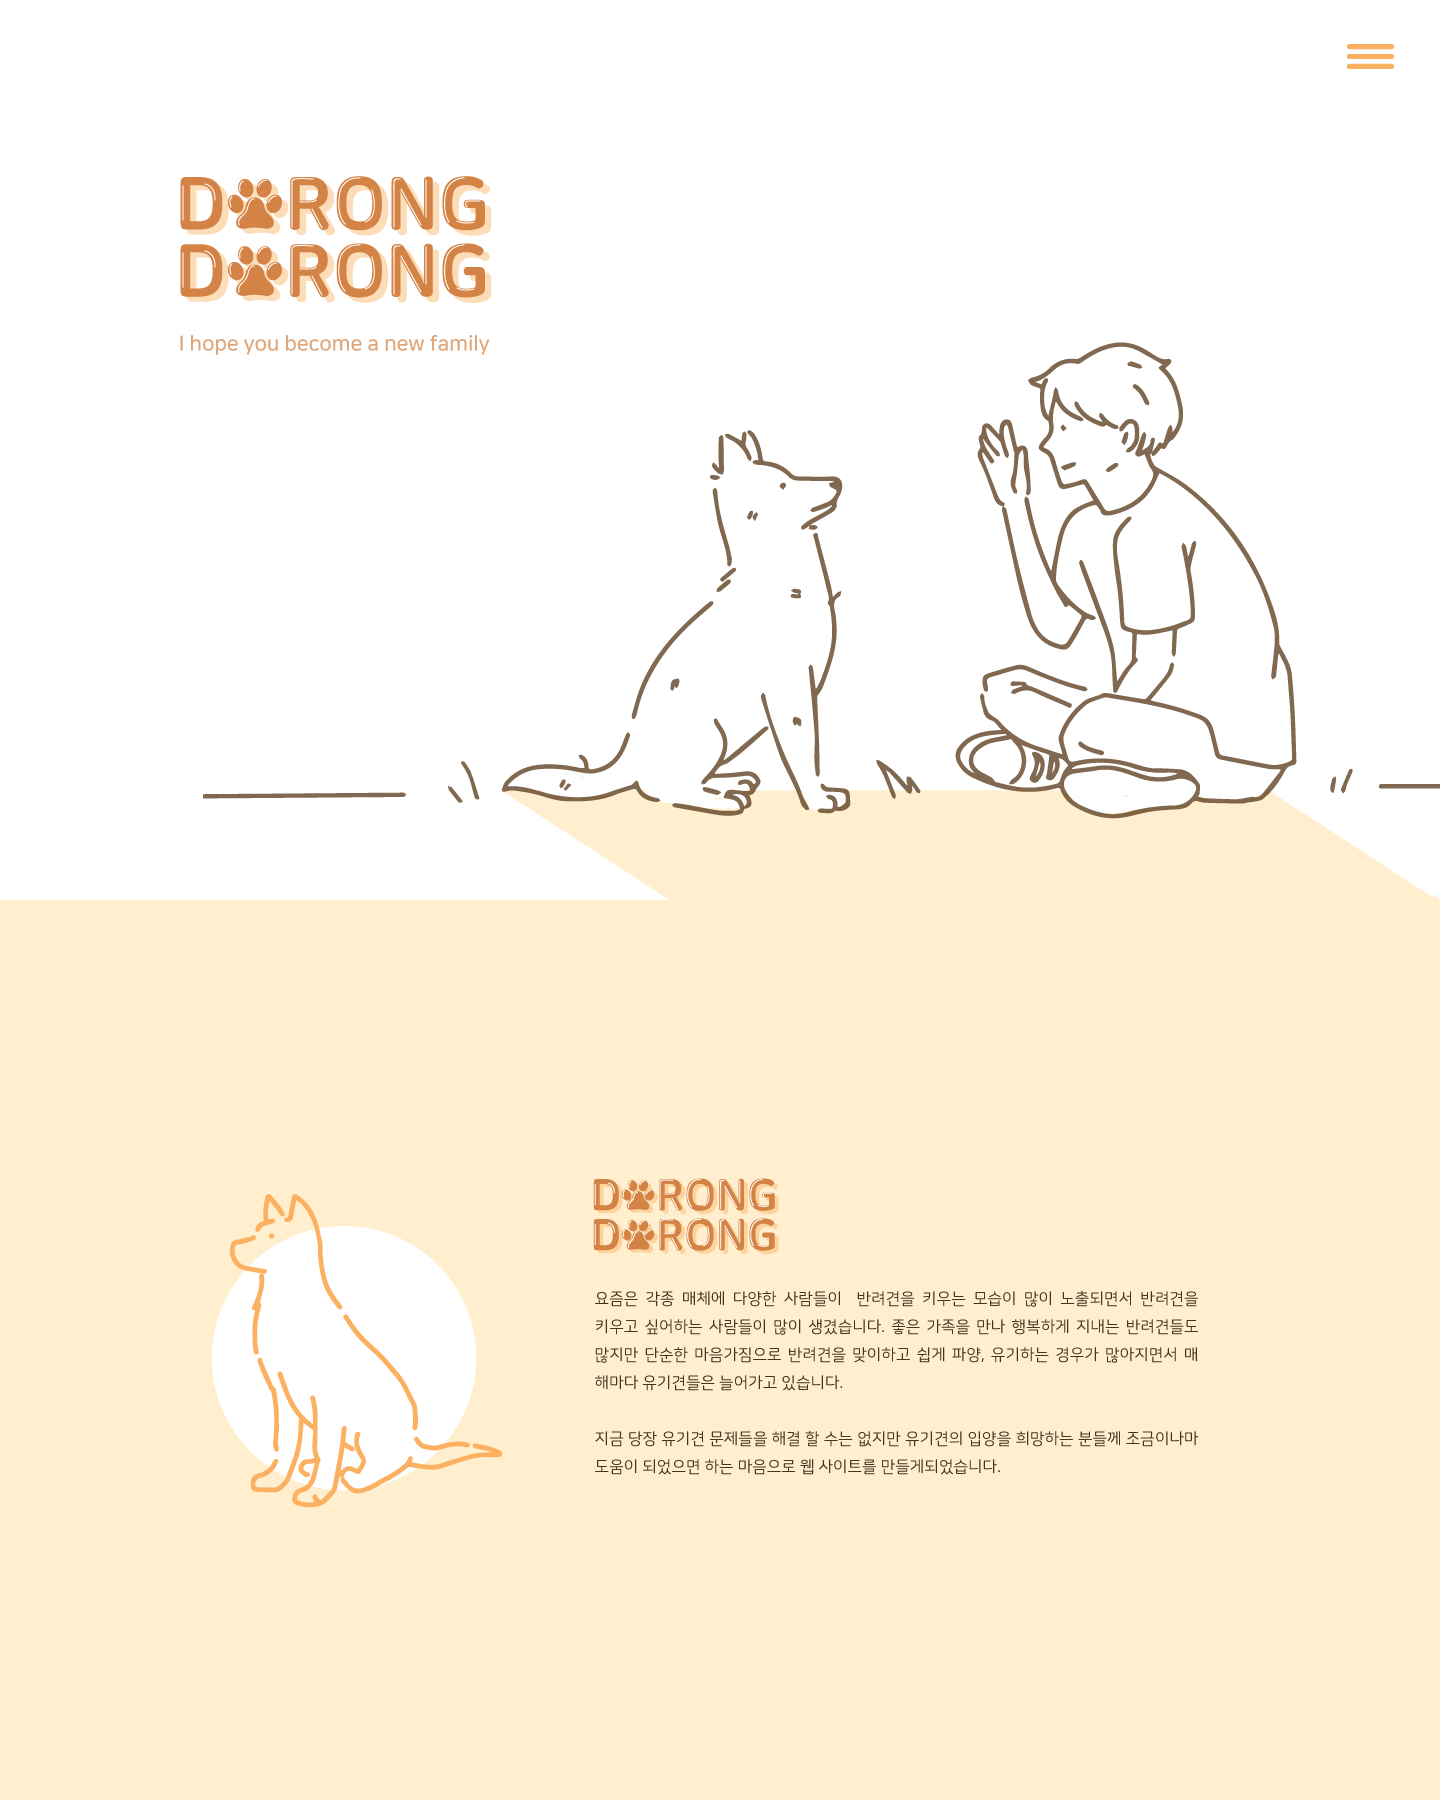 DORONG
DORONG
I hope you become a new family
DORONG
DORONG
요즘은 각종 매체에 다양한 사람들이 반려견을 키우는 모습이 많이 노출되면서 반려견을
키우고 싶어하는 사람들이 많이 생겼습니다. 좋은 가족을 만나 행복하게 지내는 반려견들도
많지만 단순한 마음가짐으로 반려견을 맞이하고 쉽게 파양, 유기하는 경우가 많아지면서 매
해마다 유기견들은 늘어가고 있습니다.
지금 당장 유기견 문제들을 해결 할 수는 없지만 유기견의 입양을 희망하는 분들께 조금이나마
도움이 되었으면 하는 마음으로 웹 사이트를 만들게되었습니다.